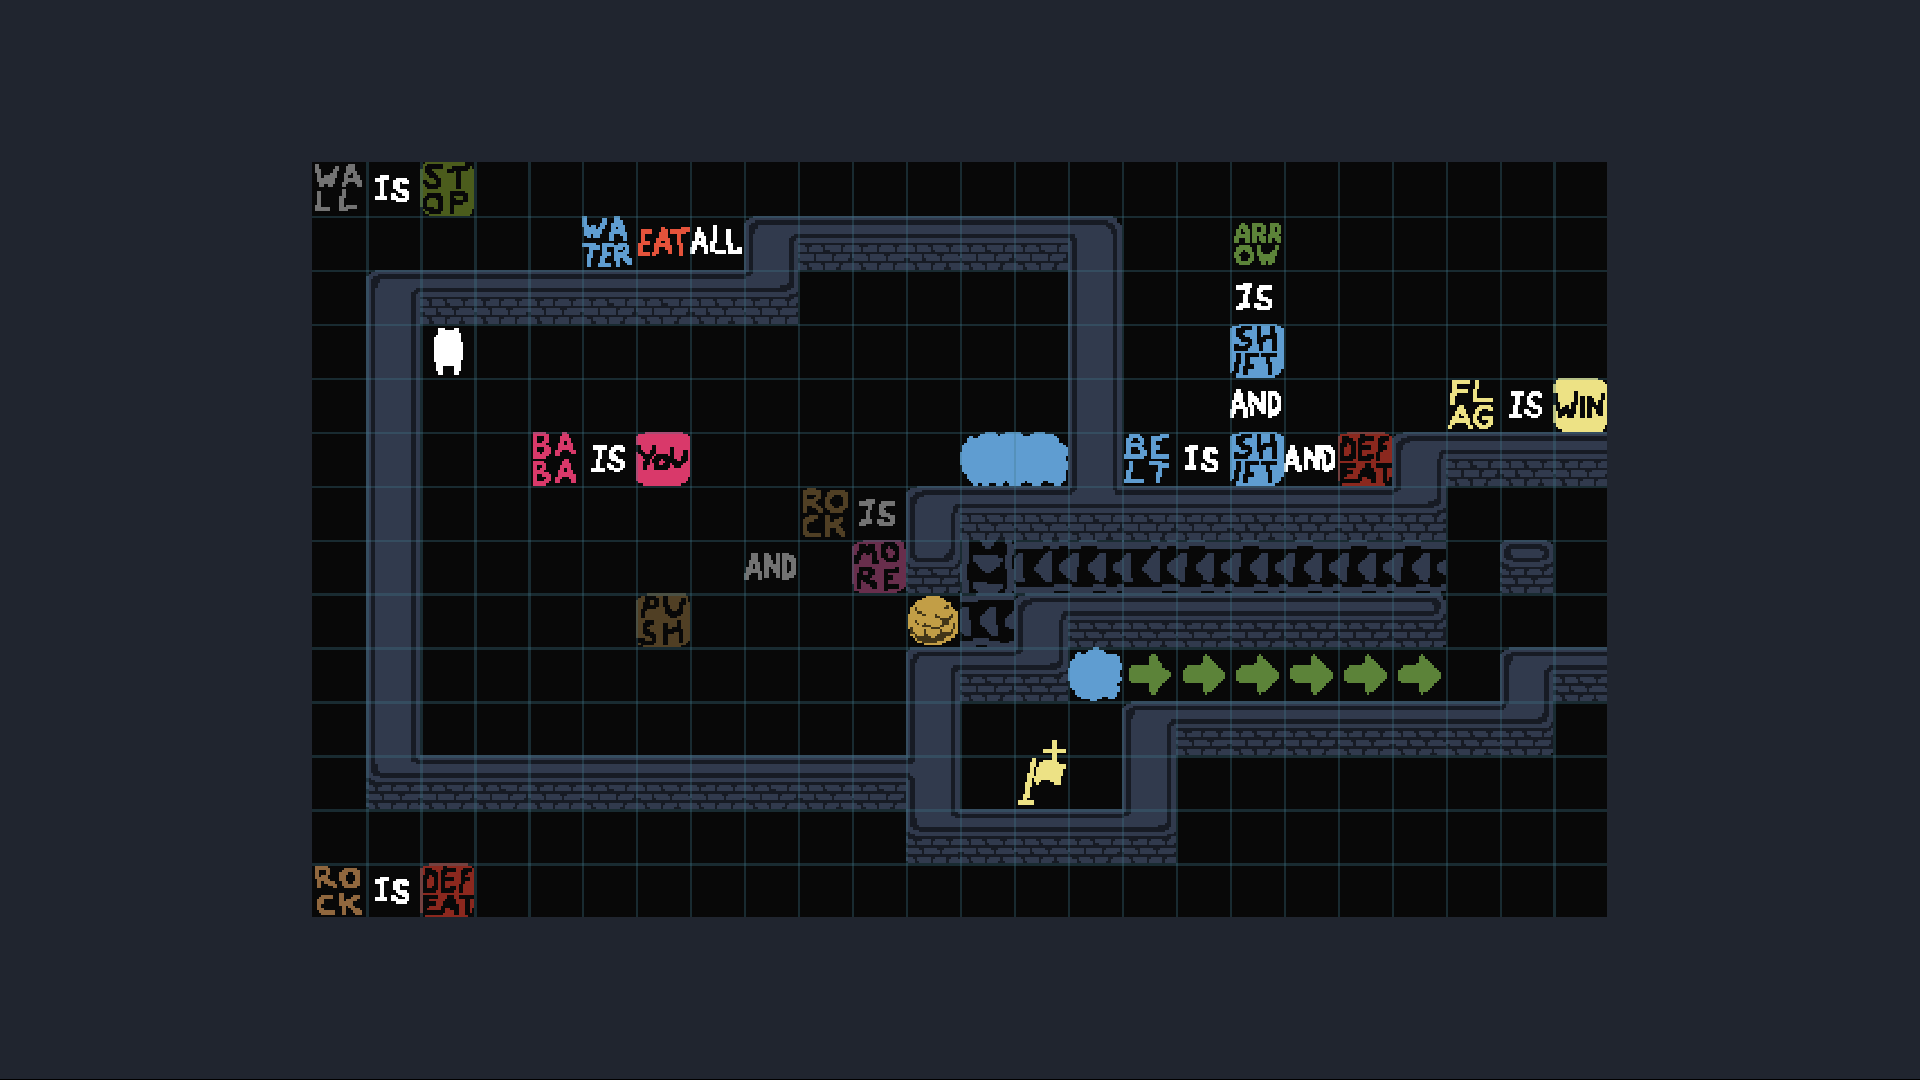 WALL IS STOP
WATER EAT ALL
ARROW IS SHIFT AND
FLAG IS WIN
BABA IS YOU
BELT IS SHIFT AND DEFEAT
ROCK IS
AND MORE
PUSH
ROCK IS DEFEAT